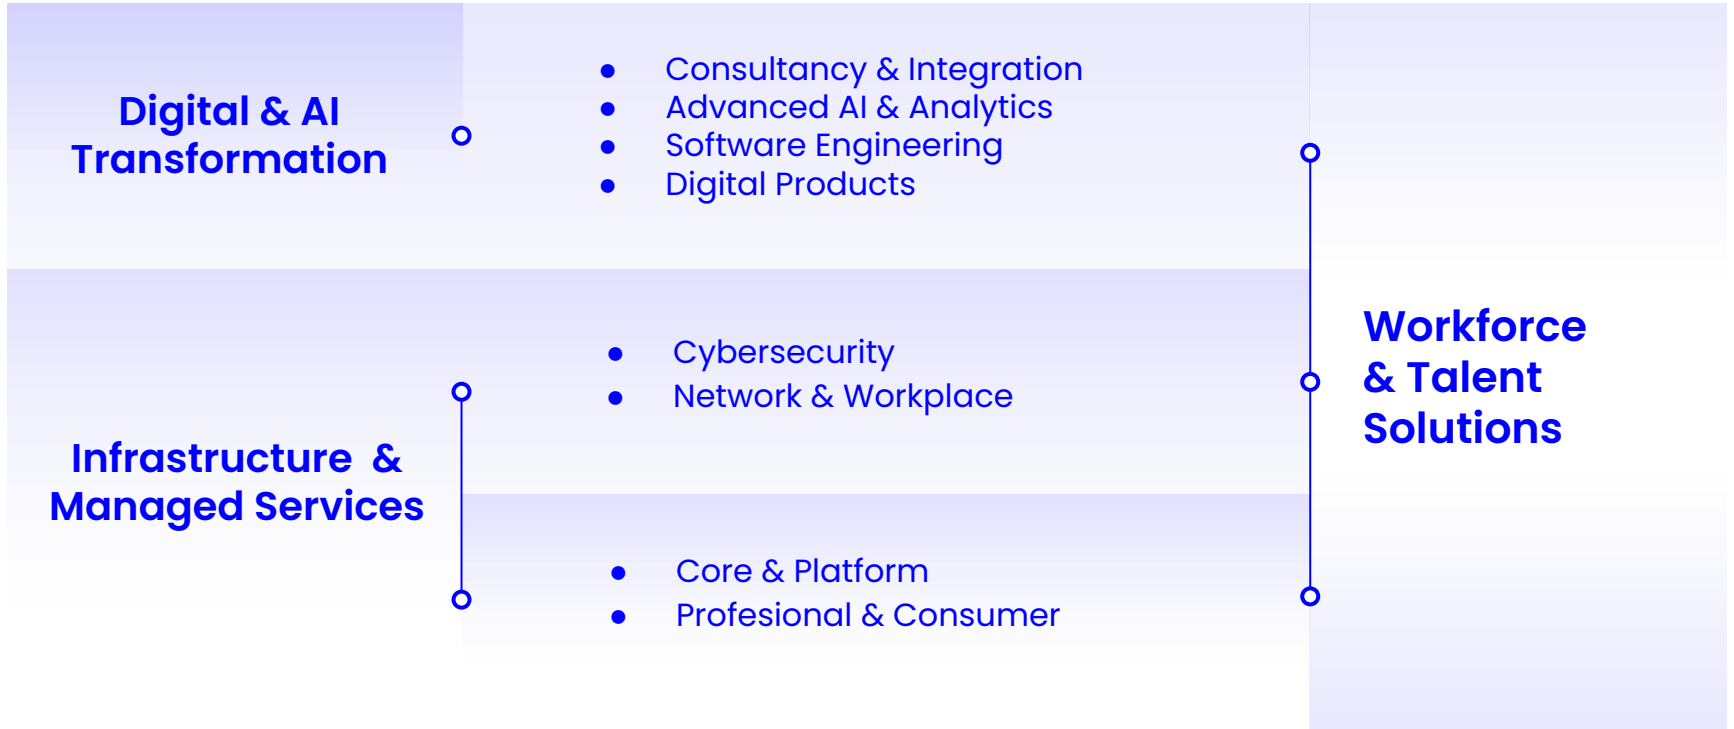 Digital & AI
Transformation
● Consultancy & Integration
● Advanced AI & Analytics
● Software Engineering
● Digital Products
Infrastructure  &
Managed Services
● Cybersecurity
● Network & Workplace
● Core & Platform
● Profesional & Consumer
Workforce
& Talent
Solutions